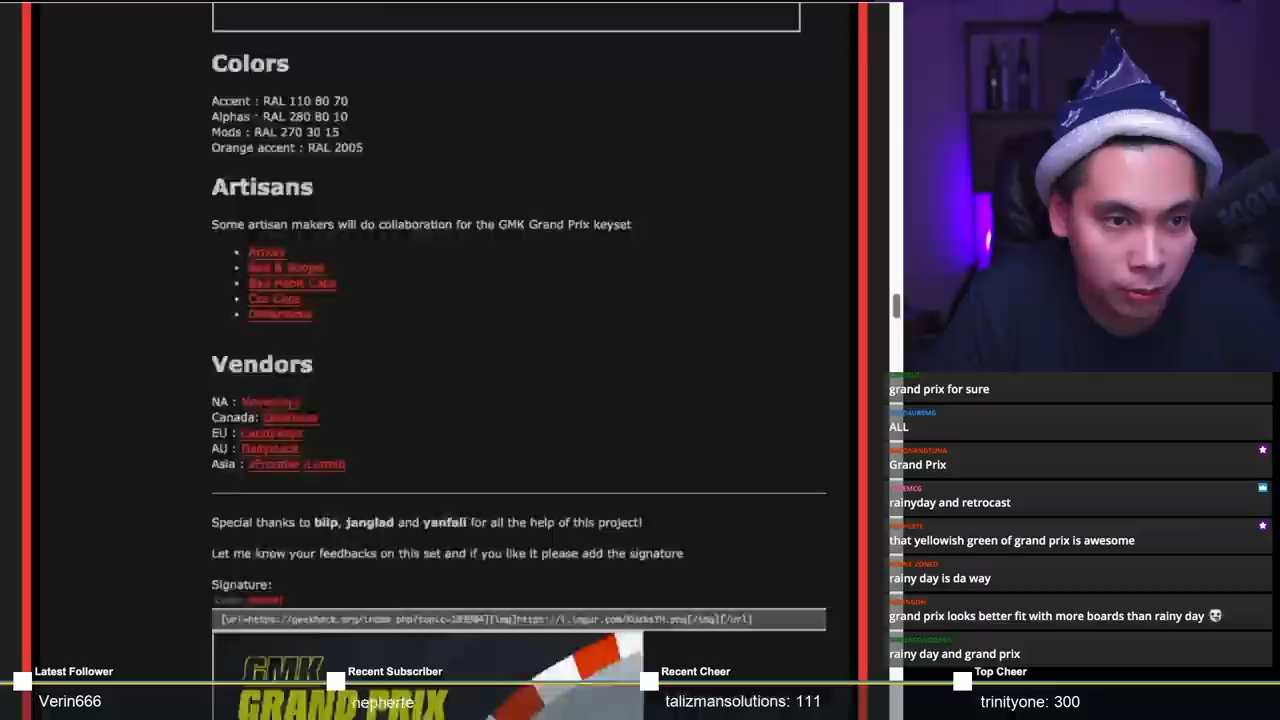 Colors
Accent : RAL 110 80 70
Alphas : RAL 280 80 10
Mods : RAL 270 30 15
Orange accent : RAL 2005
Artisans
Some artisan makers will do collaboration for the GMK Grand Prix keyset
Bad Habit Caps
Vendors
NA :
Canada:
EU :
AU :
Asia :
Special thanks to biip, janglad and yanfali for all the help of this project!
Let me know your feedbacks on this set and if you like it please add the signature
Signature:
GMK
GRAND PRIX
grand prix for sure
ALL
Grand Prix
rainyday and retrocast
that yellowish green of grand prix is awesome
rainy day is da way
grand prix looks better fit with more boards than rainy day
rainy day and grand prix
Latest Follower
Verin666
Recent Subscriber
nepherte
Recent Cheer
talizmansolutions: 111
Top Cheer
trinityone: 300